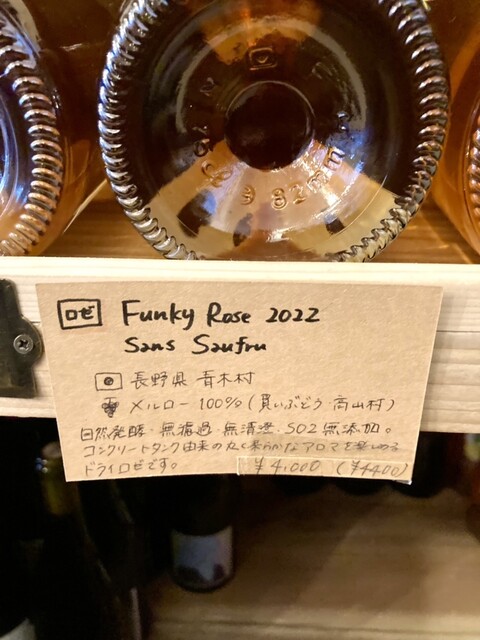 ロゼ Funky Rose 2022
Sans Saufru
長野県 青木村
メルロー 100% (買いぶどう・高山村)
自然発酵・無濾過・無清澄・SO2無添加。
コンクリートタンク由来の丸く柔らかなアロマを楽しめる
ドライロゼです。
¥4,000 (¥4400)